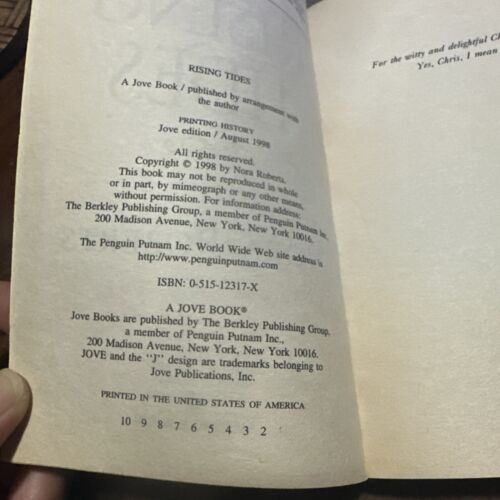 RISING TIDES
A Jove Book / published by arrangement with
the author
PRINTING HISTORY
Jove edition / August 1998
All rights reserved.
Copyright © 1998 by Nora Roberts.
This book may not be reproduced in whole
or in part, by mimeograph or any other means,
without permission. For information address:
The Berkley Publishing Group, a member of Penguin Putnam Inc.,
200 Madison Avenue, New York, New York 10016.
The Penguin Putnam Inc. World Wide Web site address is
http://www.penguinputnam.com
ISBN: 0-515-12317-X
A JOVE BOOK®
Jove Books are published by The Berkley Publishing Group,
a member of Penguin Putnam Inc.,
200 Madison Avenue, New York, New York 10016.
JOVE and the "J" design are trademarks belonging to
Jove Publications, Inc.
PRINTED IN THE UNITED STATES OF AMERICA
10 9 8 7 6 5 4 3 2
For the witty and delightful
Yes, Chris, I mean